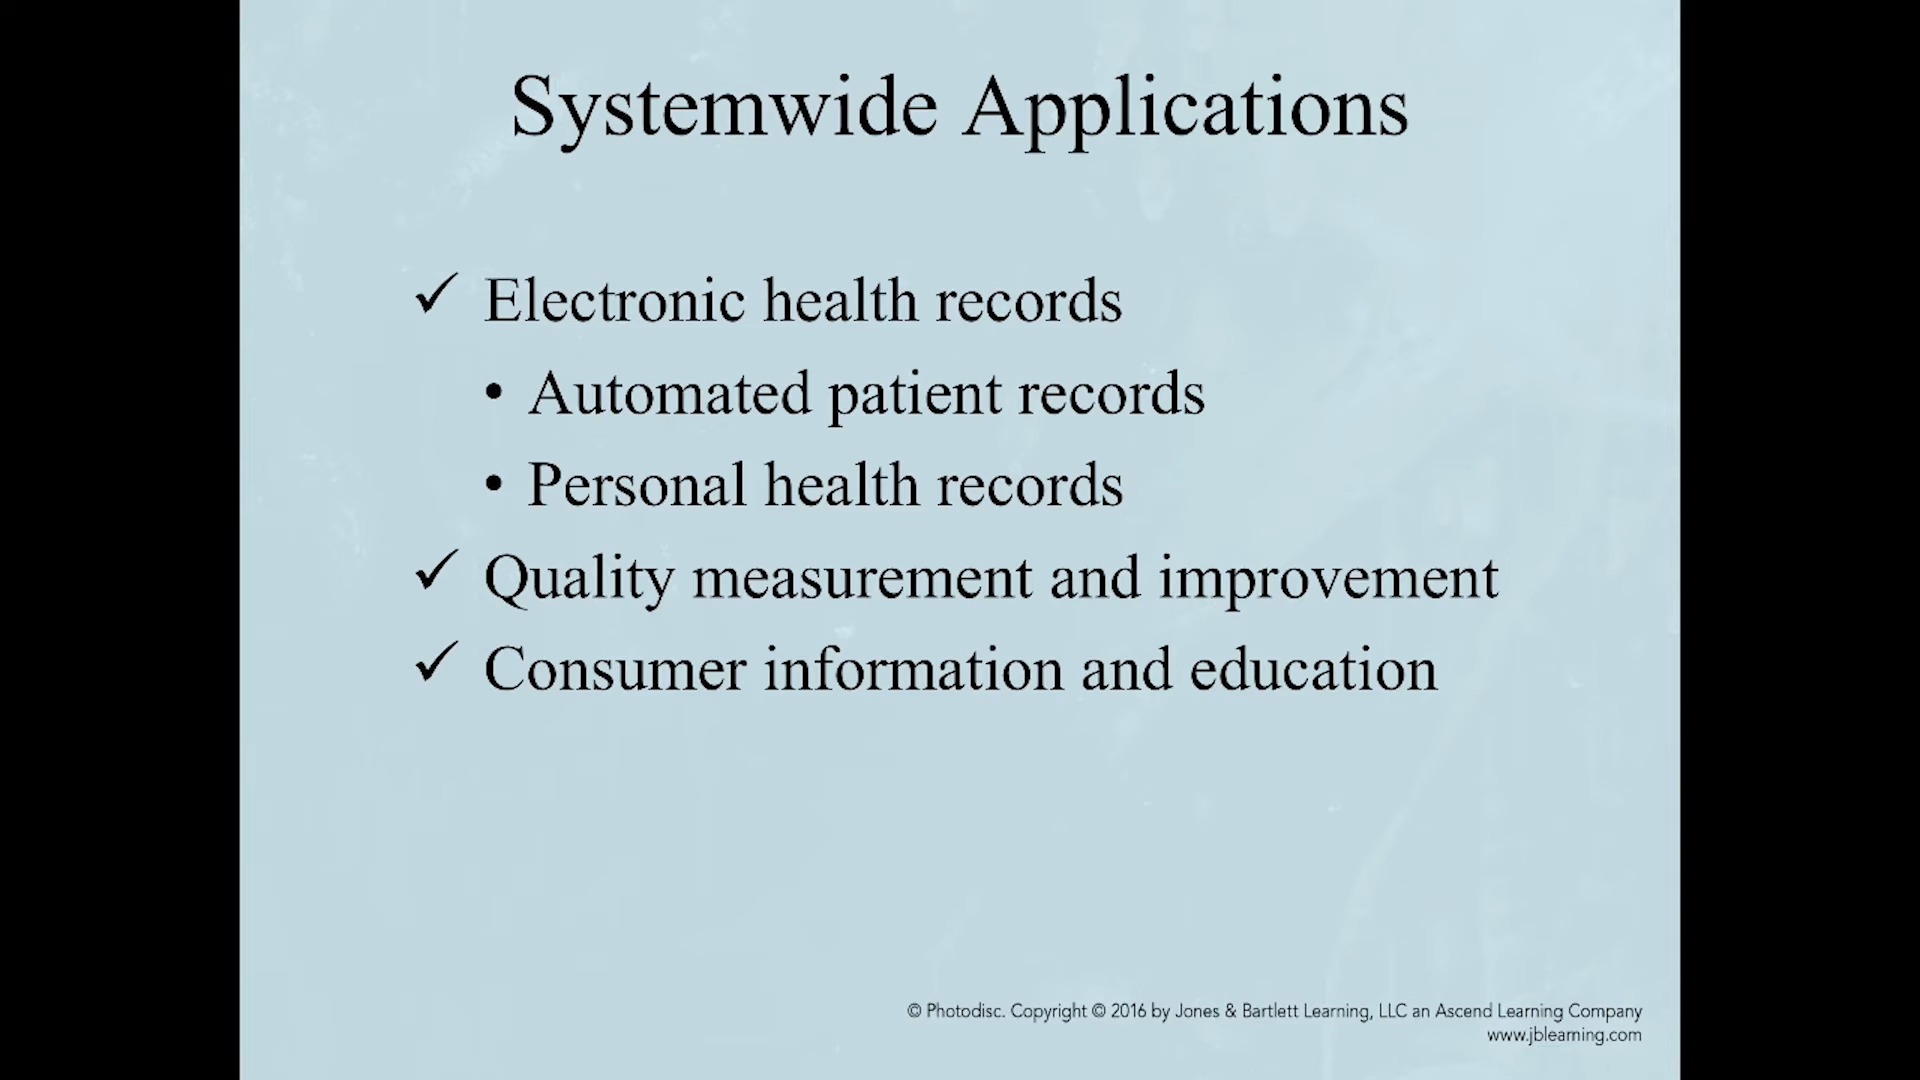 Systemwide Applications
✓ Electronic health records
• Automated patient records
• Personal health records
✓ Quality measurement and improvement
✓ Consumer information and education
© Photodisc. Copyright © 2016 by Jones & Bartlett Learning, LLC an Ascend Learning Company
www.jblearning.com